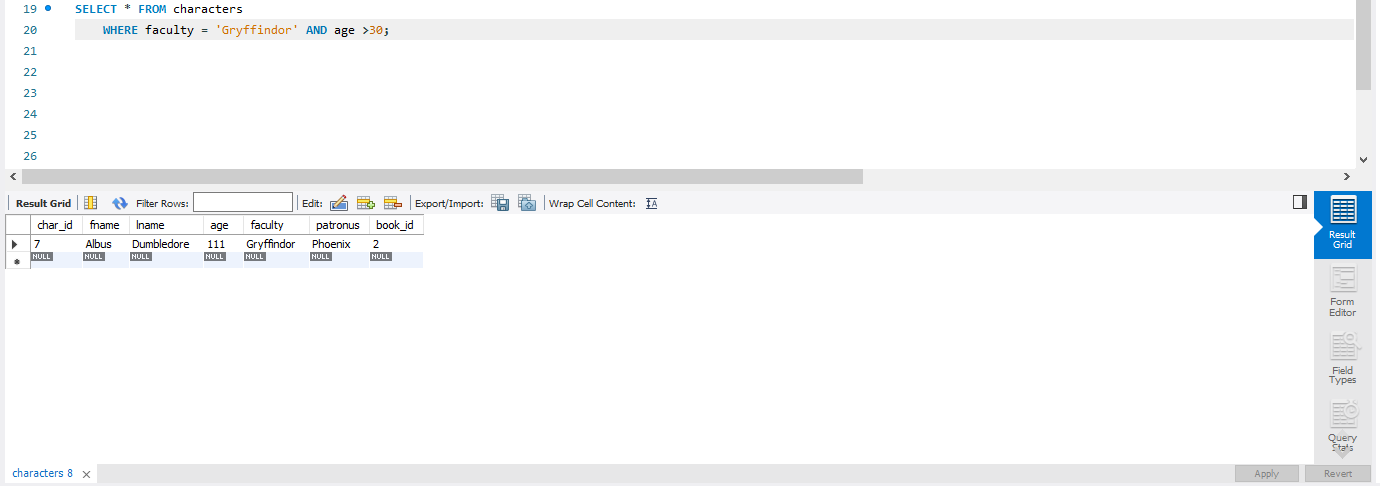 19 SELECT * FROM characters
20 WHERE faculty = 'Gryffindor' AND age >30;
21
22
23
24
25
26
Result Grid Filter Rows: Edit: Export/Import: Wrap Cell Content:
char_id fname lname age faculty patronus book_id
7 Albus Dumbledore 111 Gryffindor Phoenix 2
NULL NULL NULL NULL NULL NULL NULL
Result
Grid
Form
Editor
Field
Types
Query
Stats
characters 8
Apply Revert